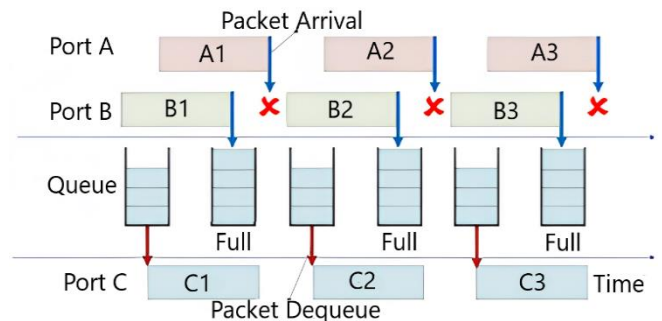 Packet Arrival
Port A A1 A2 A3
Port B B1 B2 B3
Queue
Full Full Full
Port C C1 C2 C3 Time
Packet Dequeue